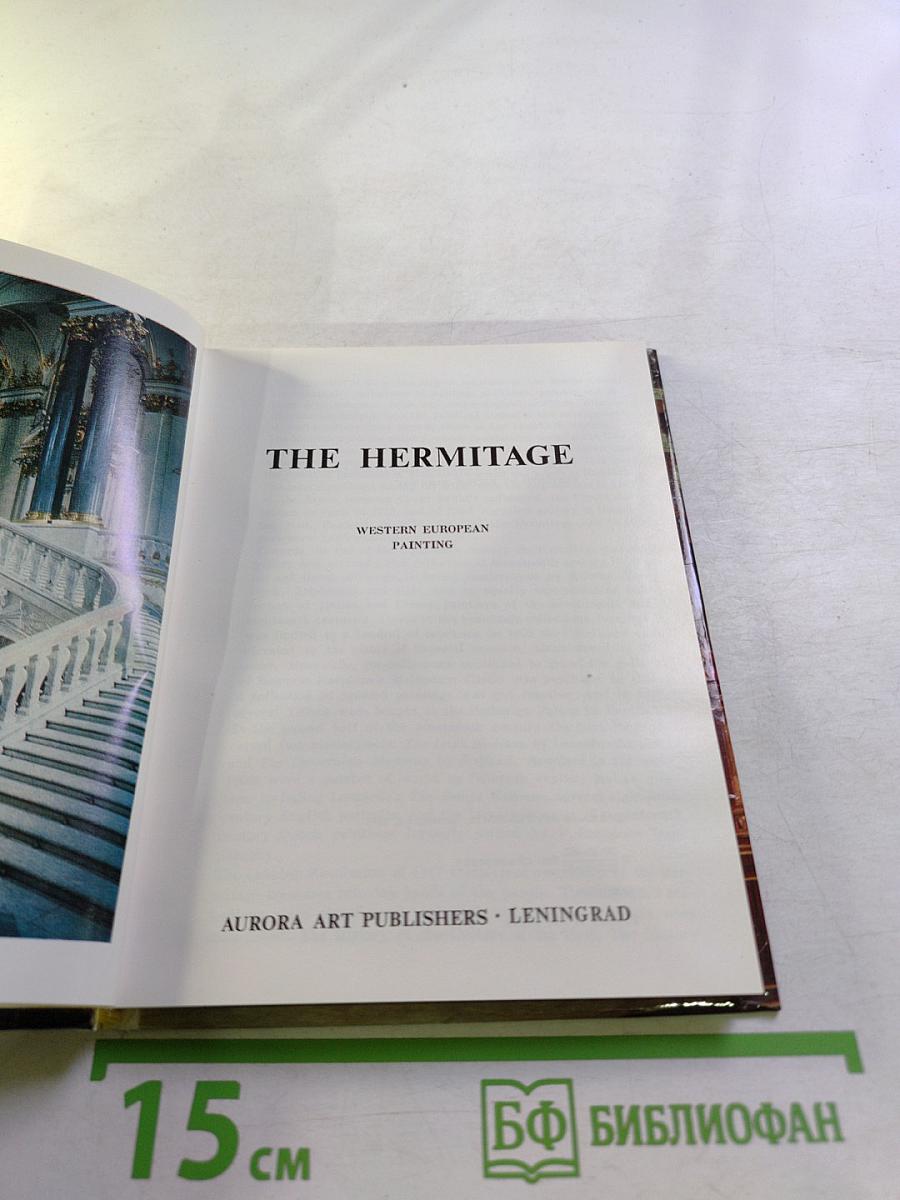 THE HERMITAGE
WESTERN EUROPEAN
PAINTING
AURORA ART PUBLISHERS · LENINGRAD
15 см
БФ БИБЛИОФАН